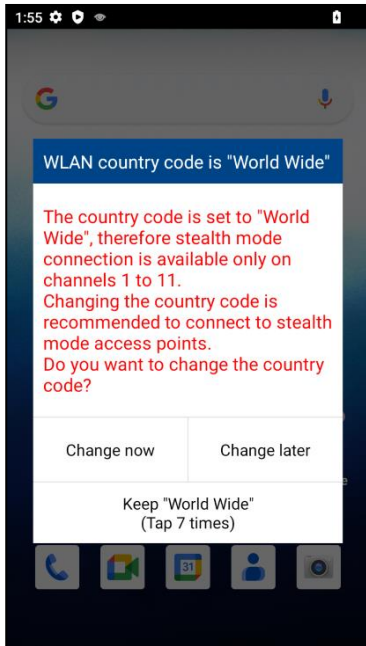 1:55
G
WLAN country code is "World Wide"
The country code is set to "World
Wide", therefore stealth mode
connection is available only on
channels 1 to 11.
Changing the country code is
recommended to connect to stealth
mode access points.
Do you want to change the country
code?
Change now
Change later
Keep "World Wide"
(Tap 7 times)
31